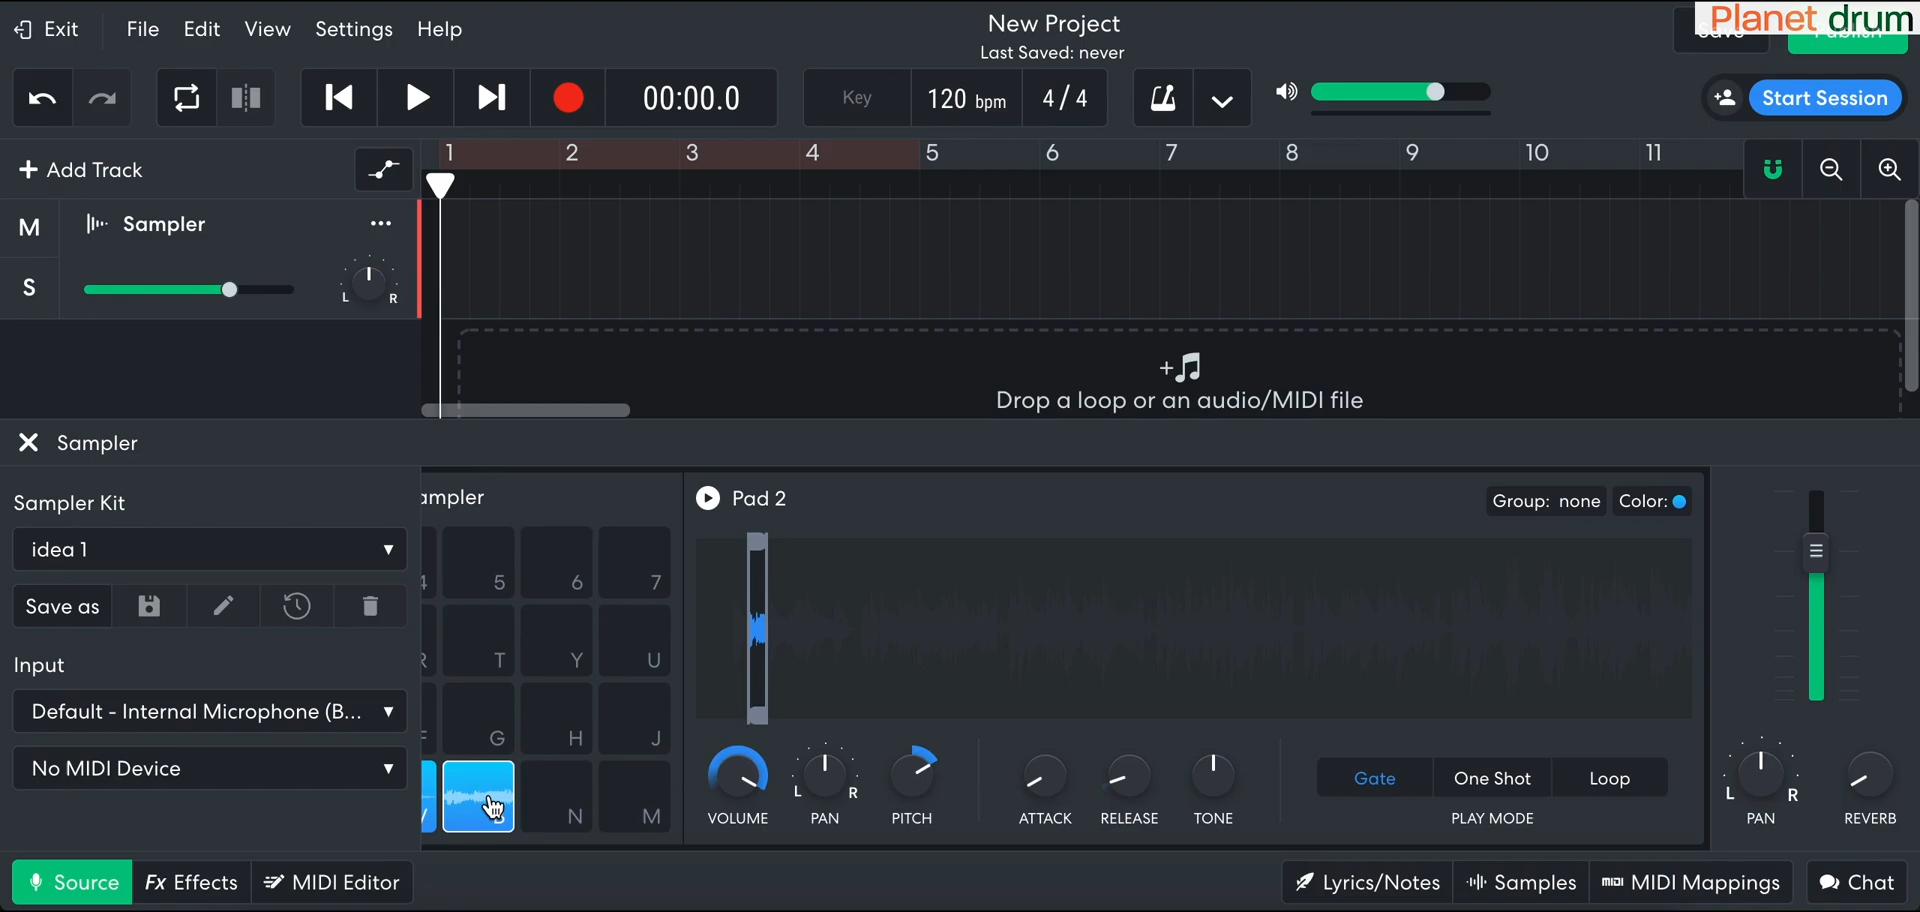 Exit
File
Edit
View
Settings
Help
New Project
Last Saved: never
Planet drum
00:00.0
Key
120 bpm
4/4
Start Session
+ Add Track
1 2 3 4 5 6 7 8 9 10 11
M
Sampler
S
L R
+
Drop a loop or an audio/MIDI file
Sampler
Sampler Kit
idea 1
Save as
Input
Default - Internal Microphone (B...
No MIDI Device
ampler
4 5 6 7
R T Y U
F G H J
V B N M
Pad 2
Group: none
Color:
L R
VOLUME PAN PITCH ATTACK RELEASE TONE
Gate One Shot Loop
PLAY MODE
L R
PAN REVERB
Source
Fx Effects
MIDI Editor
Lyrics/Notes
Samples
MIDI MIDI Mappings
Chat